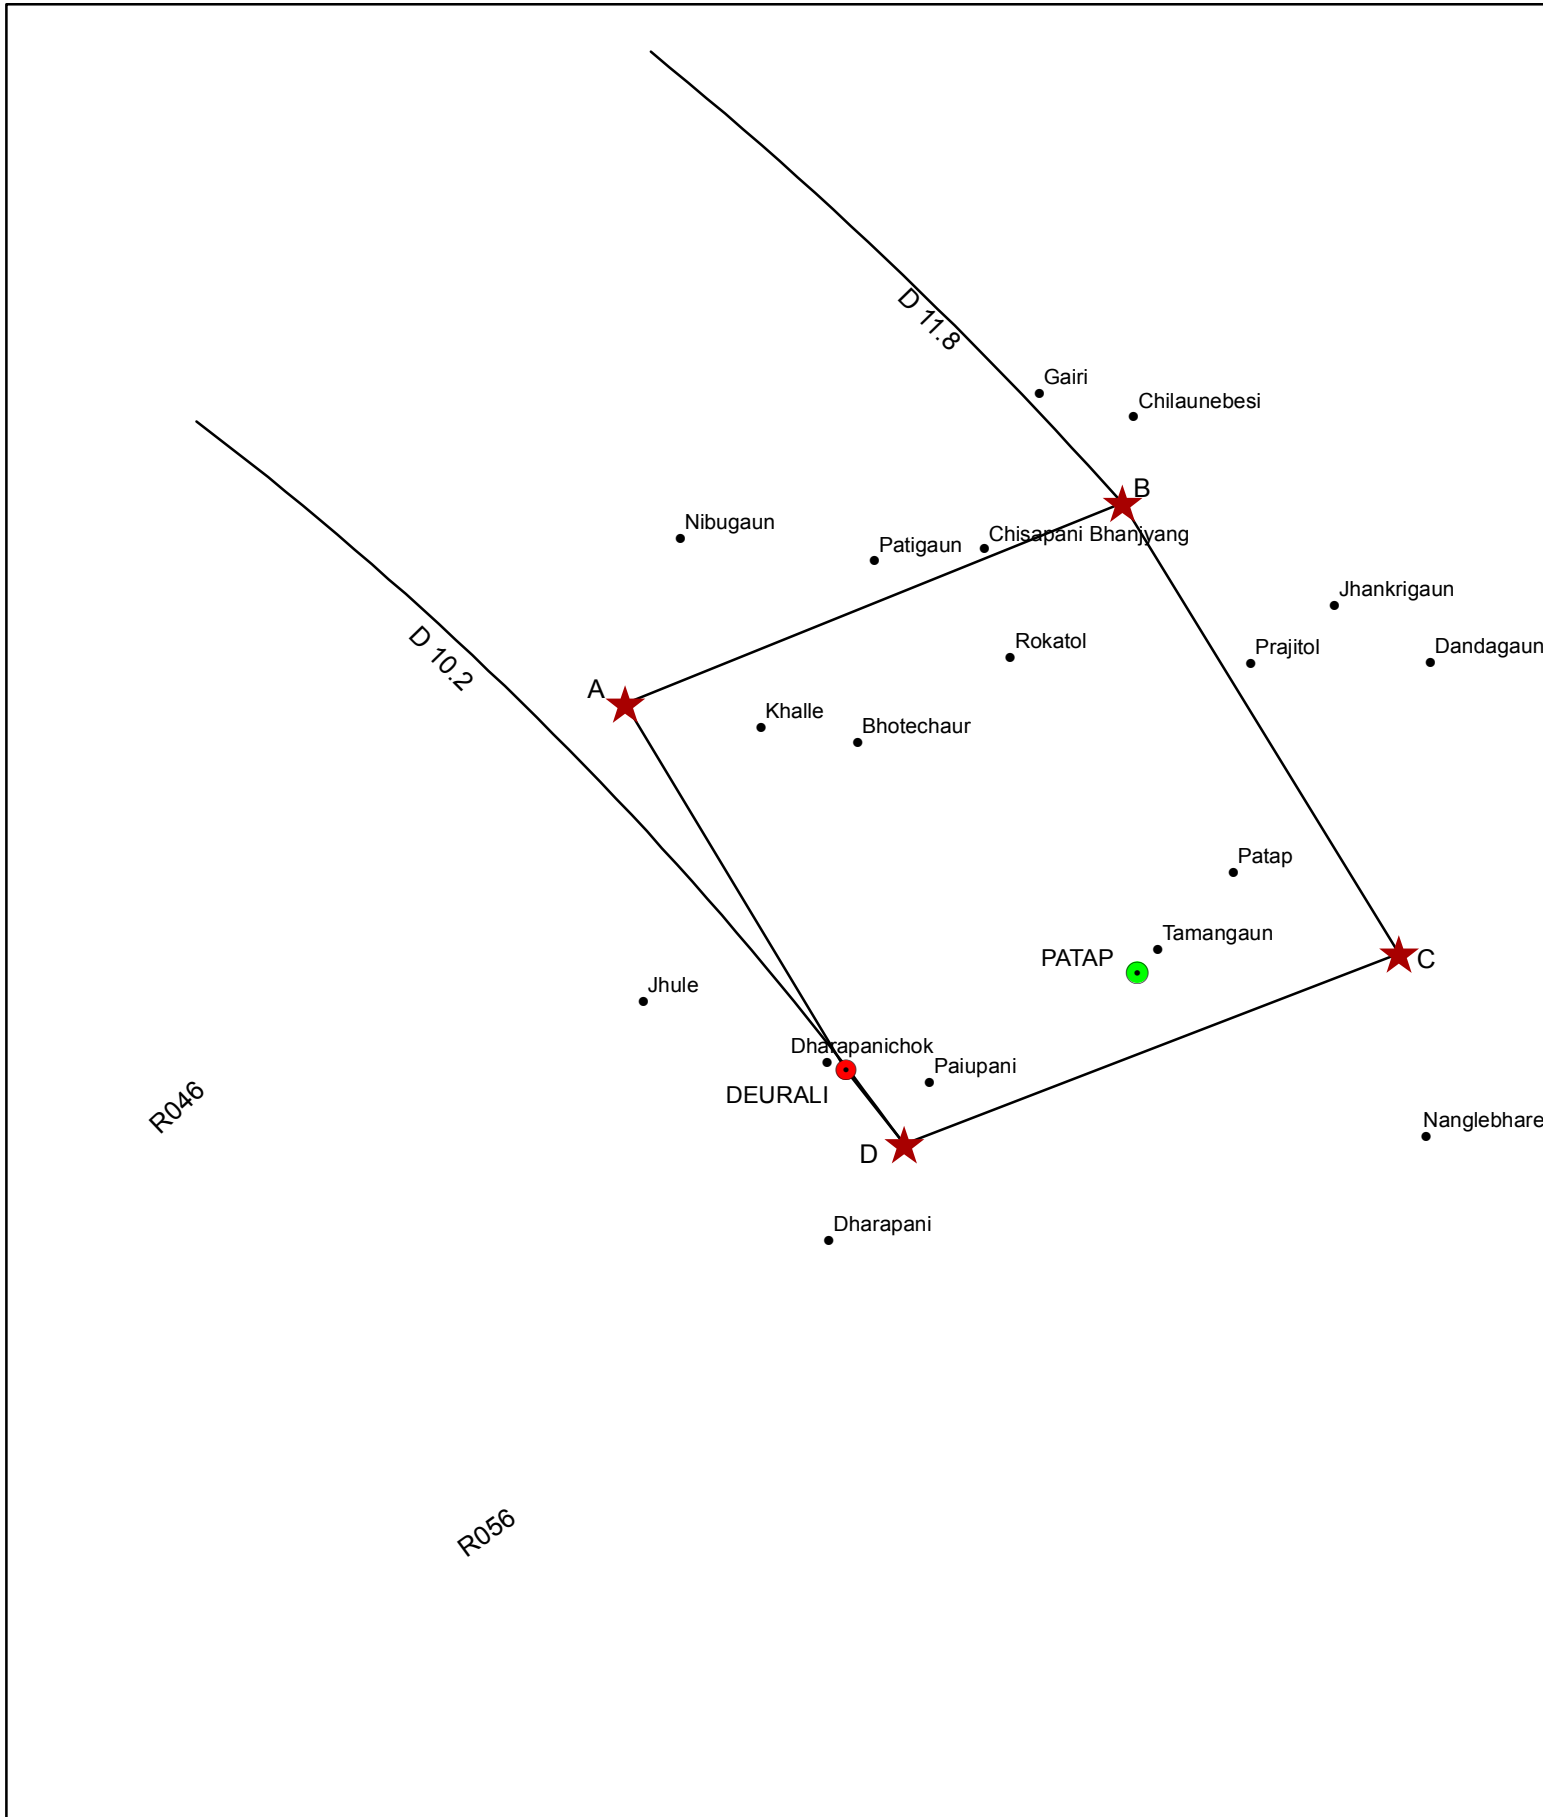 D 11.8
Gairi
Chilaunebesi
B
Nibugaun
Chisapani Bhanjyang
Patigaun
Jhankrigaun
Rokatol
Prajitol
Dandagaun
D 10.2
A
Khalle
Bhotechaur
Patap
Tamangaun
PATAP
C
Jhule
Dharapanichok
Paiupani
DEURALI
R046
Nanglebhare
D
Dharapani
R056